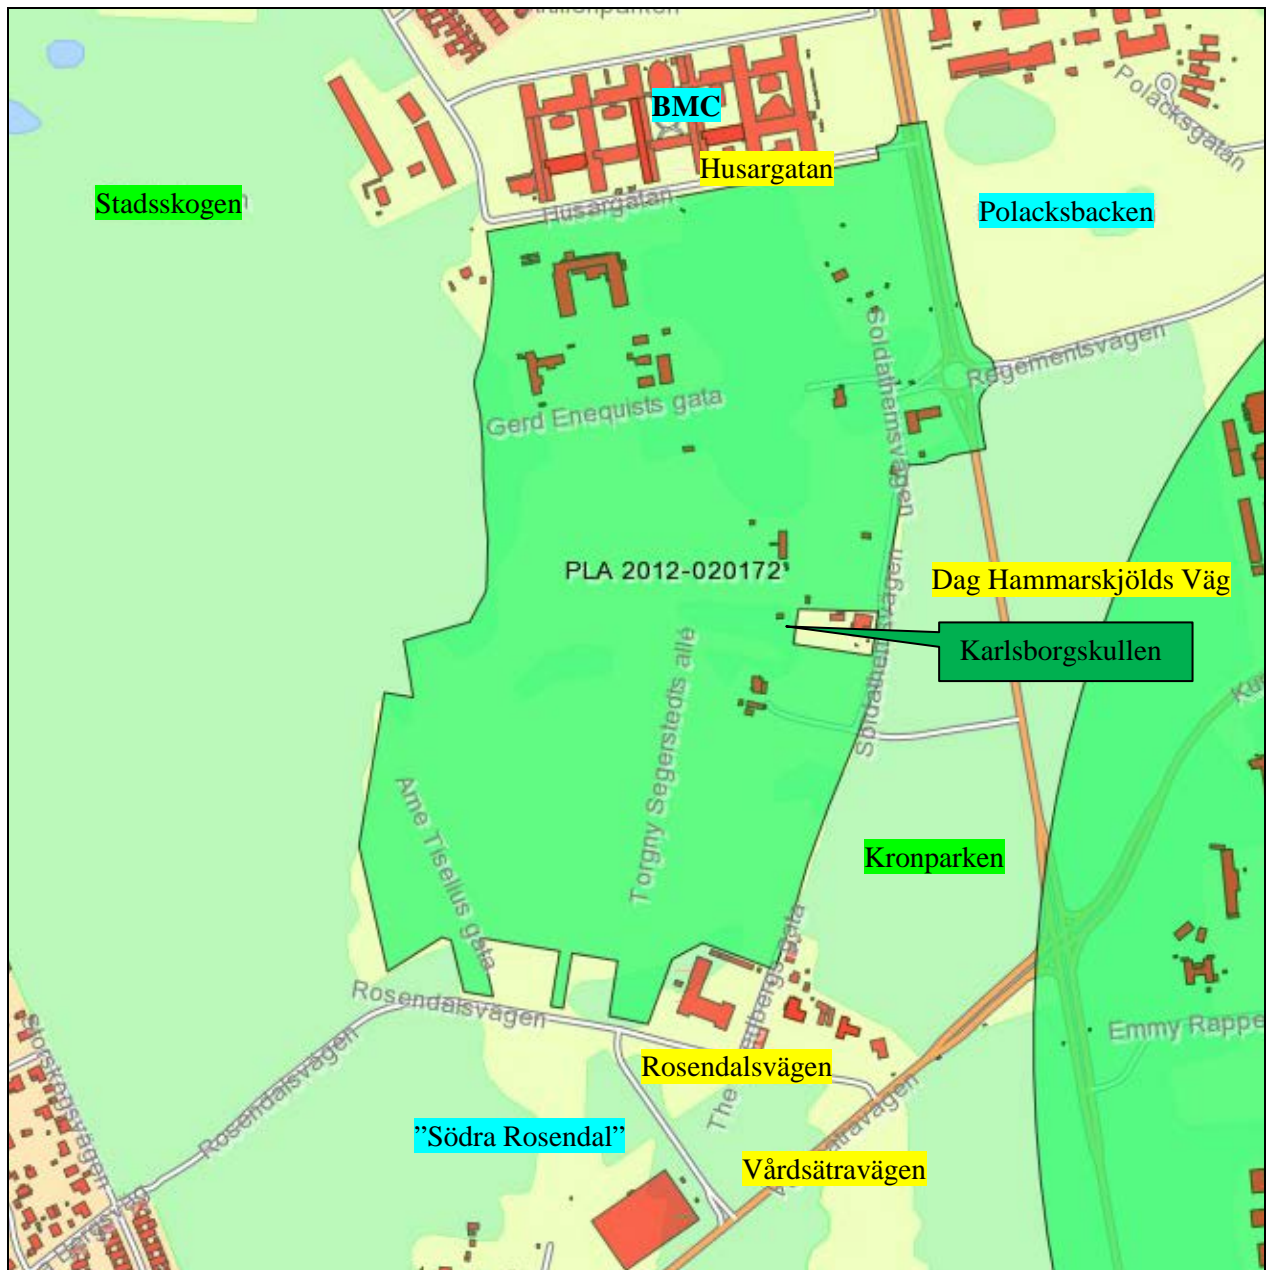 BMC
Husargatan
Husargatan
Polacksgatan
Stadsskogen
Polacksbacken
Soldathemsvägen
Regementsvägen
Gerd Enequists gata
PLA 2012-020172
Dag Hammarskjölds Väg
Soldathemsvägen
Karlsborgskullen
Torgny Segerstedts allé
Arne Tiselius gata
Kronparken
Rosendalsvägen
Emmy Rappe
Rosendalsvägen
Rosendalsvägen
"Södra Rosendal"
Vårdsätravägen